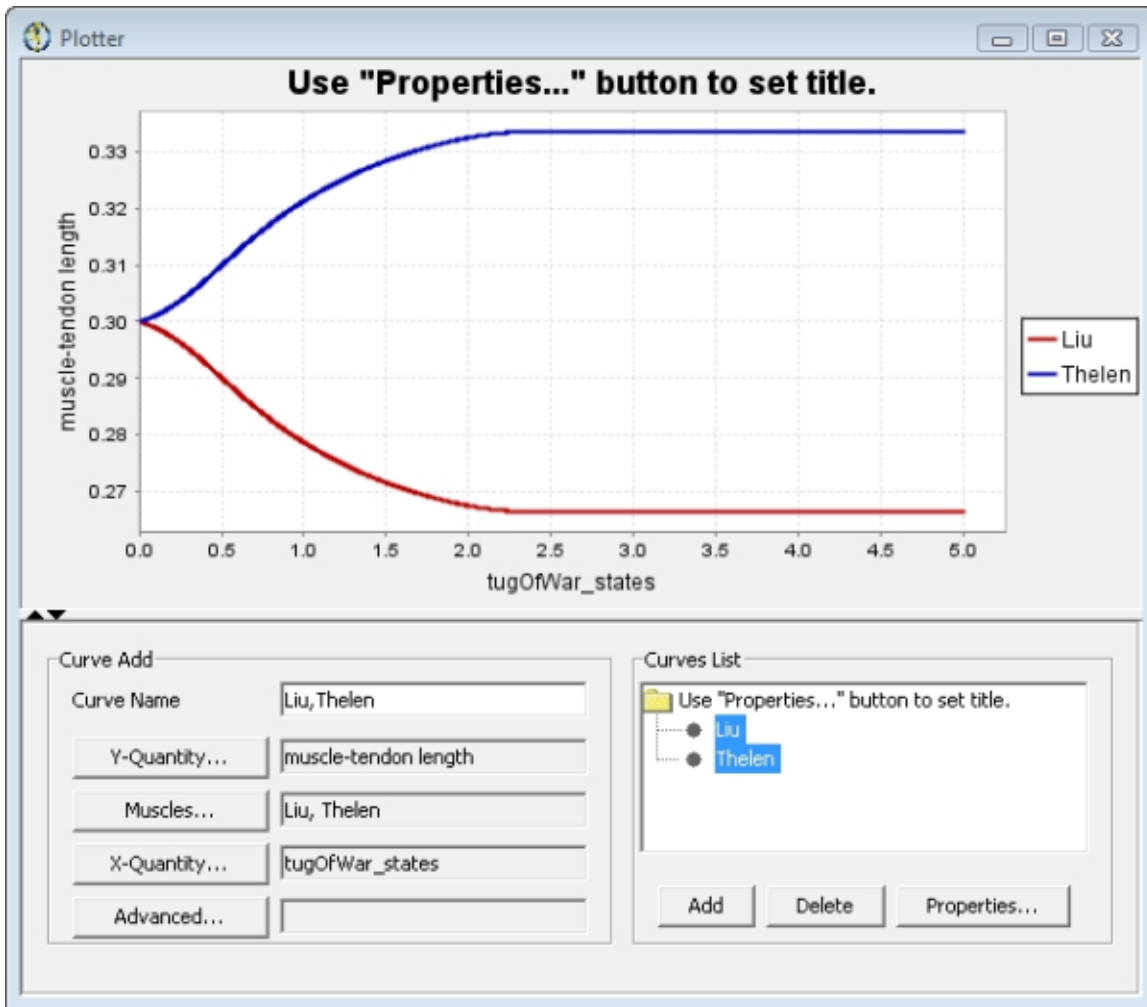 Plotter
Use "Properties..." button to set title.
muscle-tendon length
0.33
0.32
0.31
0.30
0.29
0.28
0.27
0.0 0.5 1.0 1.5 2.0 2.5 3.0 3.5 4.0 4.5 5.0
tugOfWar_states
Liu
Thelen
Curve Add
Curve Name Liu,Thelen
Y-Quantity... muscle-tendon length
Muscles... Liu, Thelen
X-Quantity... tugOfWar_states
Advanced...
Curves List
Use "Properties..." button to set title.
Liu
Thelen
Add Delete Properties...